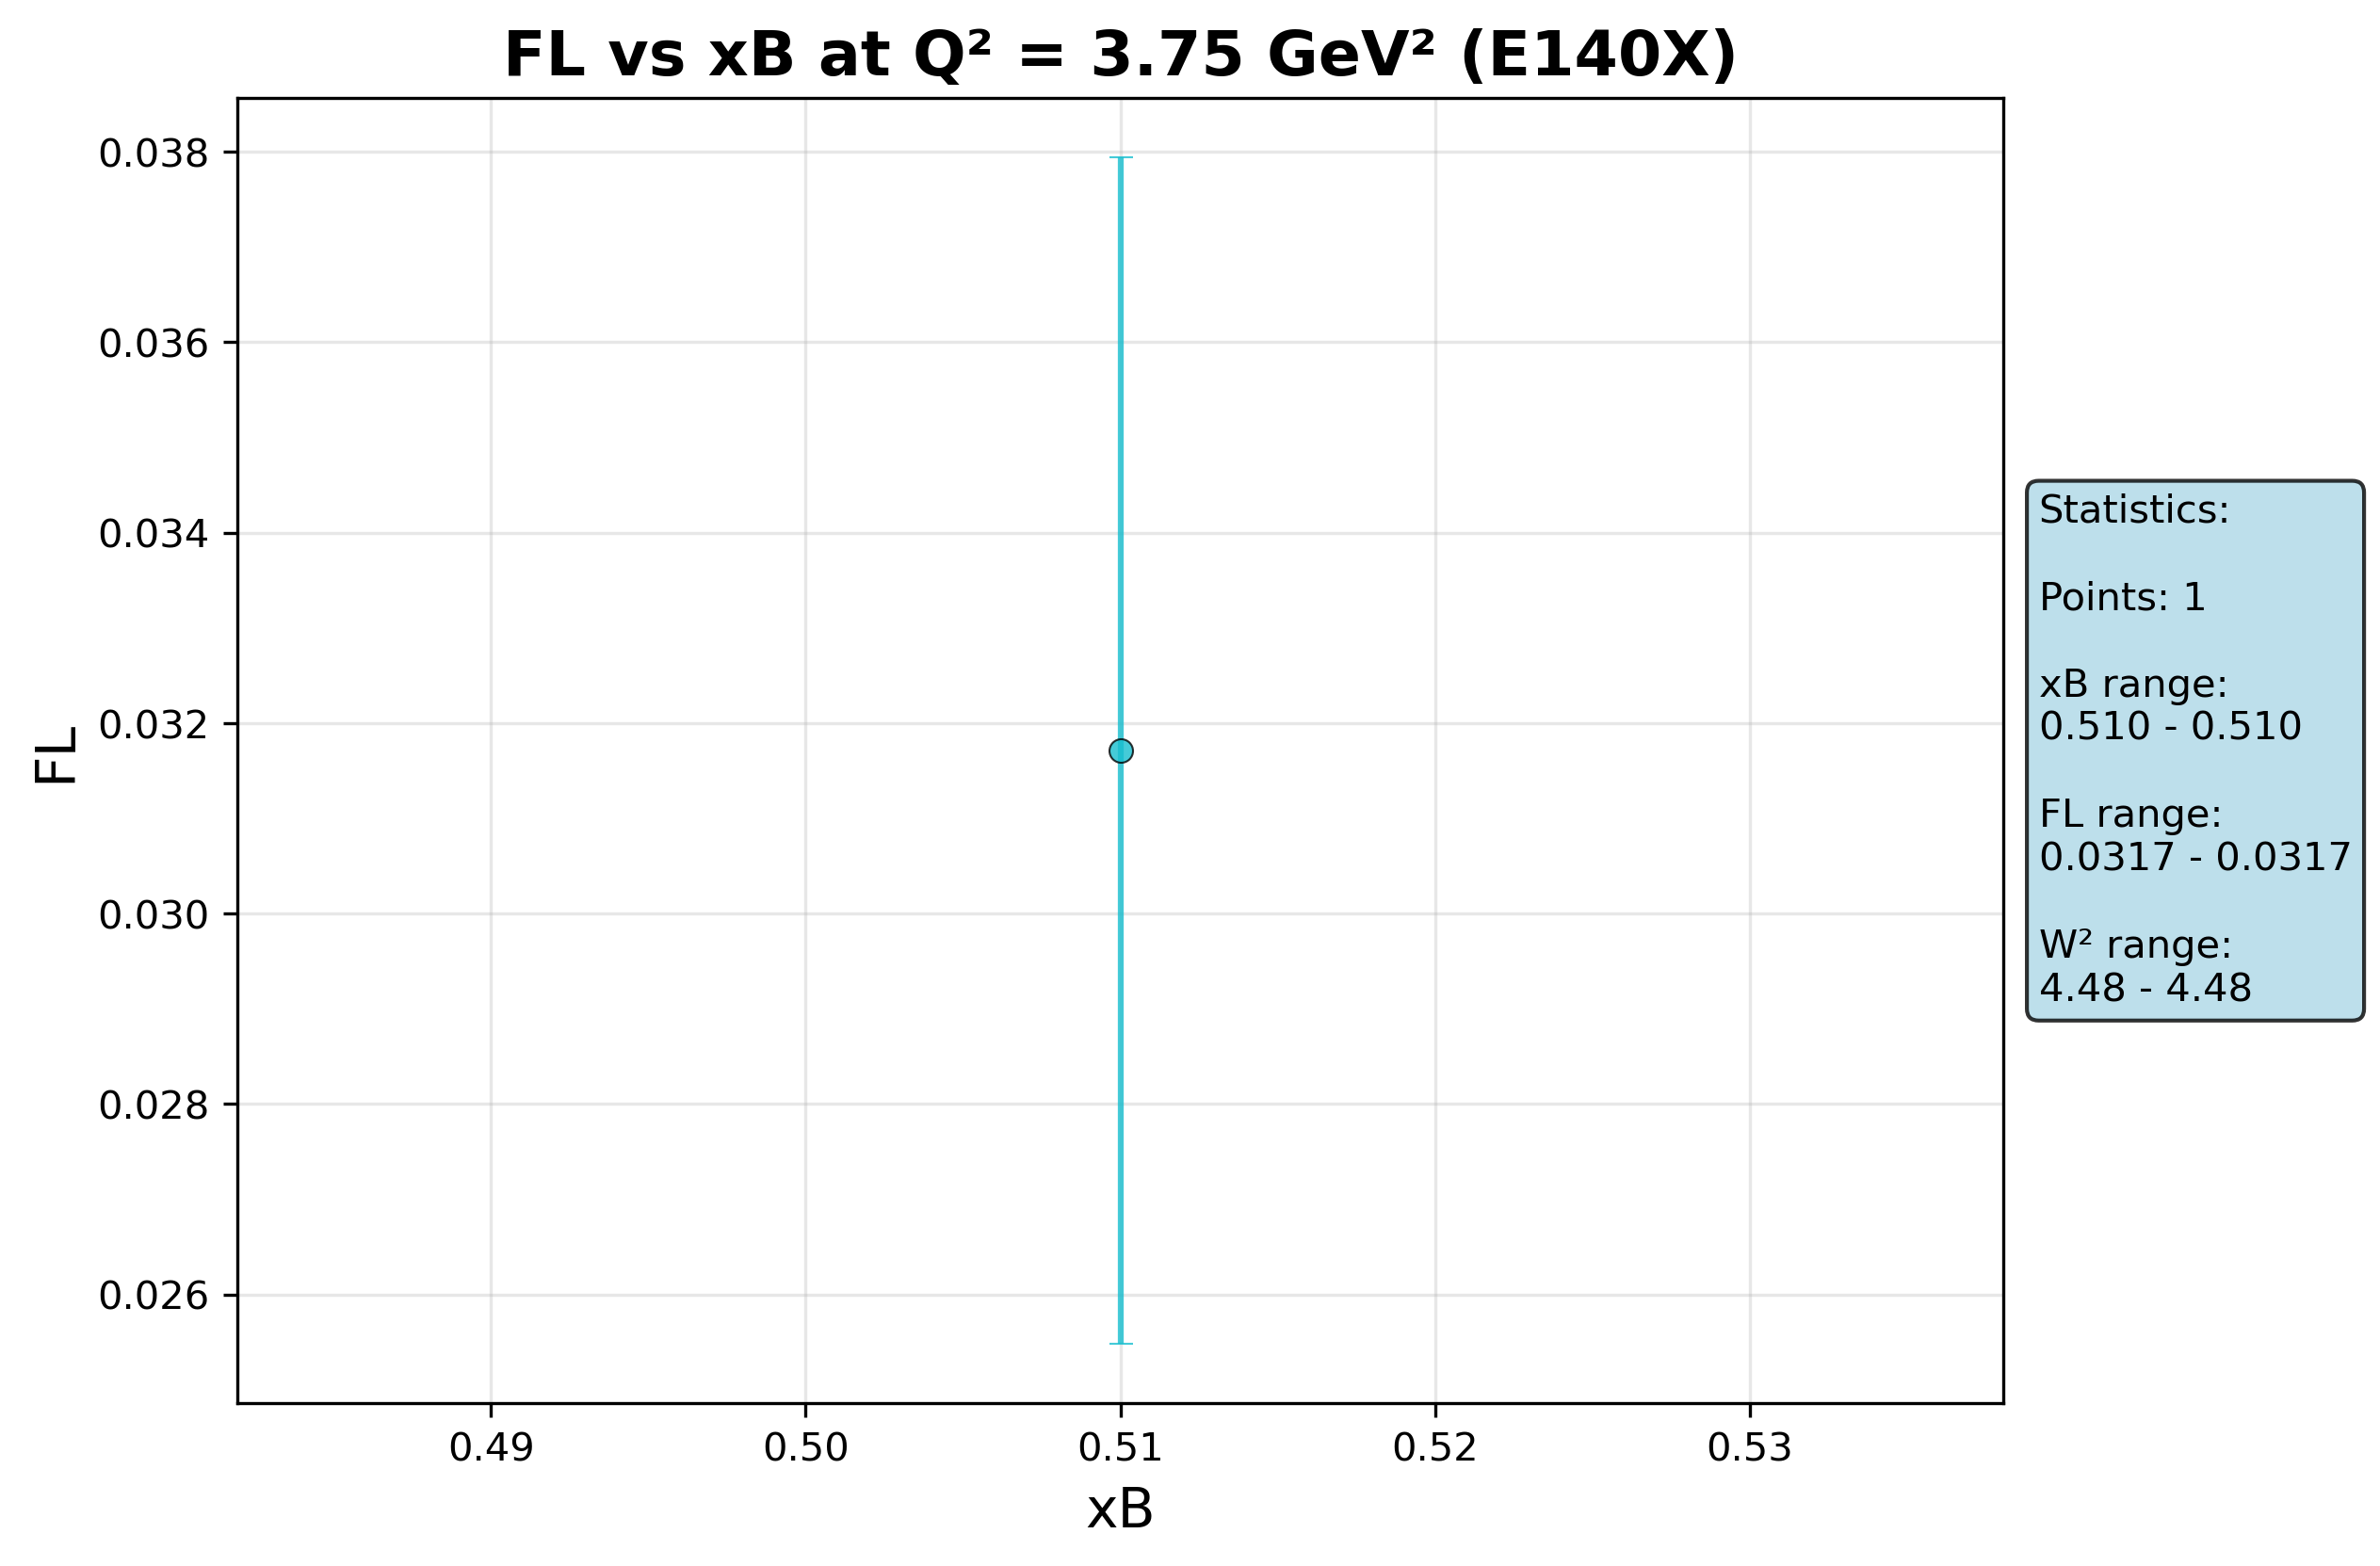 FL vs xB at Q² = 3.75 GeV² (E140X)
FL
0.038
0.036
0.034
0.032
0.030
0.028
0.026
0.49 0.50 0.51 0.52 0.53
xB
Statistics:
Points: 1
xB range:
0.510 - 0.510
FL range:
0.0317 - 0.0317
W² range:
4.48 - 4.48